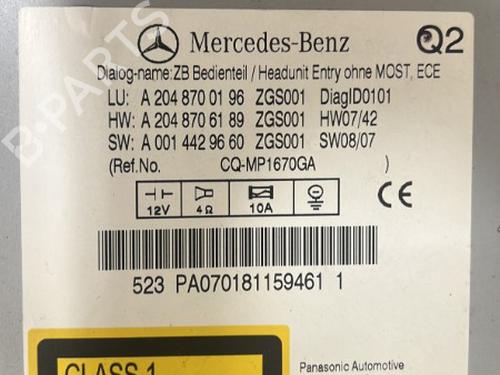 Mercedes-Benz Q2
Dialog-name: ZB Bedienteil / Headunit Entry ohne MOST, ECE
LU: A 204 870 01 96 ZGS001 DiagID0101
HW: A 204 870 61 89 ZGS001 HW07/42
SW: A 001 442 96 60 ZGS001 SW08/07
(Ref.No. CQ-MP1670GA )
12V 4Ω 10A
CE
523 PA070181159461 1
CLASS 1
Panasonic Automotive
B-PARTS